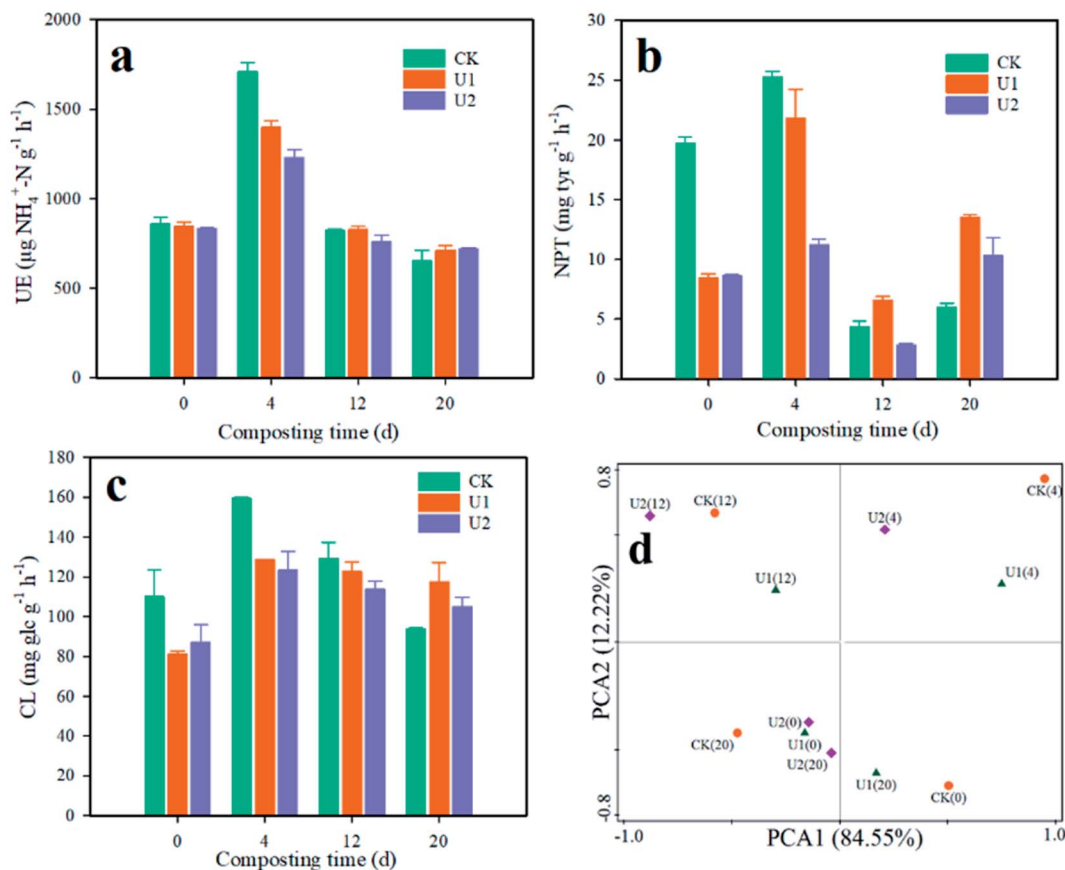 a
CK
U1
U2
UE (µg NH₄⁺-N g⁻¹ h⁻¹)
2000
1500
1000
500
0
0 4 12 20
Composting time (d)
b
CK
U1
U2
NPT (mg tyr g⁻¹ h⁻¹)
30
25
20
15
10
5
0
0 4 12 20
Composting time (d)
c
CK
U1
U2
CL (mg glc g⁻¹ h⁻¹)
180
160
140
120
100
80
60
40
20
0
0 4 12 20
Composting time (d)
d
PCA2 (12.22%)
0.8
-0.8
U2(12)
CK(12)
CK(4)
U2(4)
U1(12)
U1(4)
U2(0)
CK(20)
U1(0)
U2(20)
U1(20)
CK(0)
-1.0
1.0
PCA1 (84.55%)